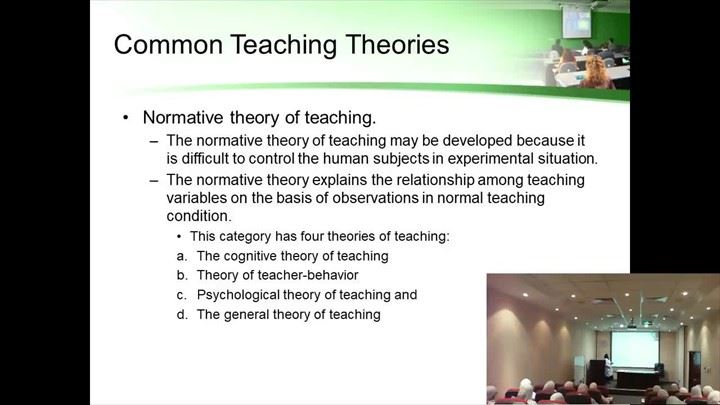 Common Teaching Theories
• Normative theory of teaching.
– The normative theory of teaching may be developed because it
is difficult to control the human subjects in experimental situation.
– The normative theory explains the relationship among teaching
variables on the basis of observations in normal teaching
condition.
• This category has four theories of teaching:
a. The cognitive theory of teaching
b. Theory of teacher-behavior
c. Psychological theory of teaching and
d. The general theory of teaching